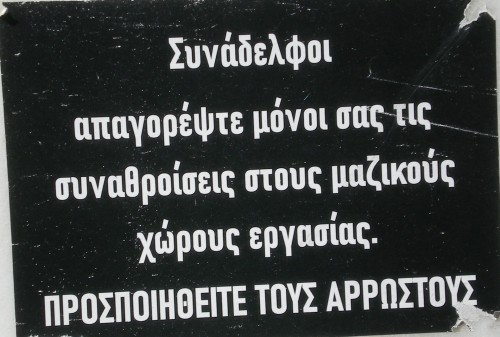 Συνάδελφοι
απαγορέψτε μόνοι σας τις
συναθροίσεις στους μαζικούς
χώρους εργασίας.
ΠΡΟΣΠΟΙΗΘΕΙΤΕ ΤΟΥΣ ΑΡΡΩΣΤΟΥΣ